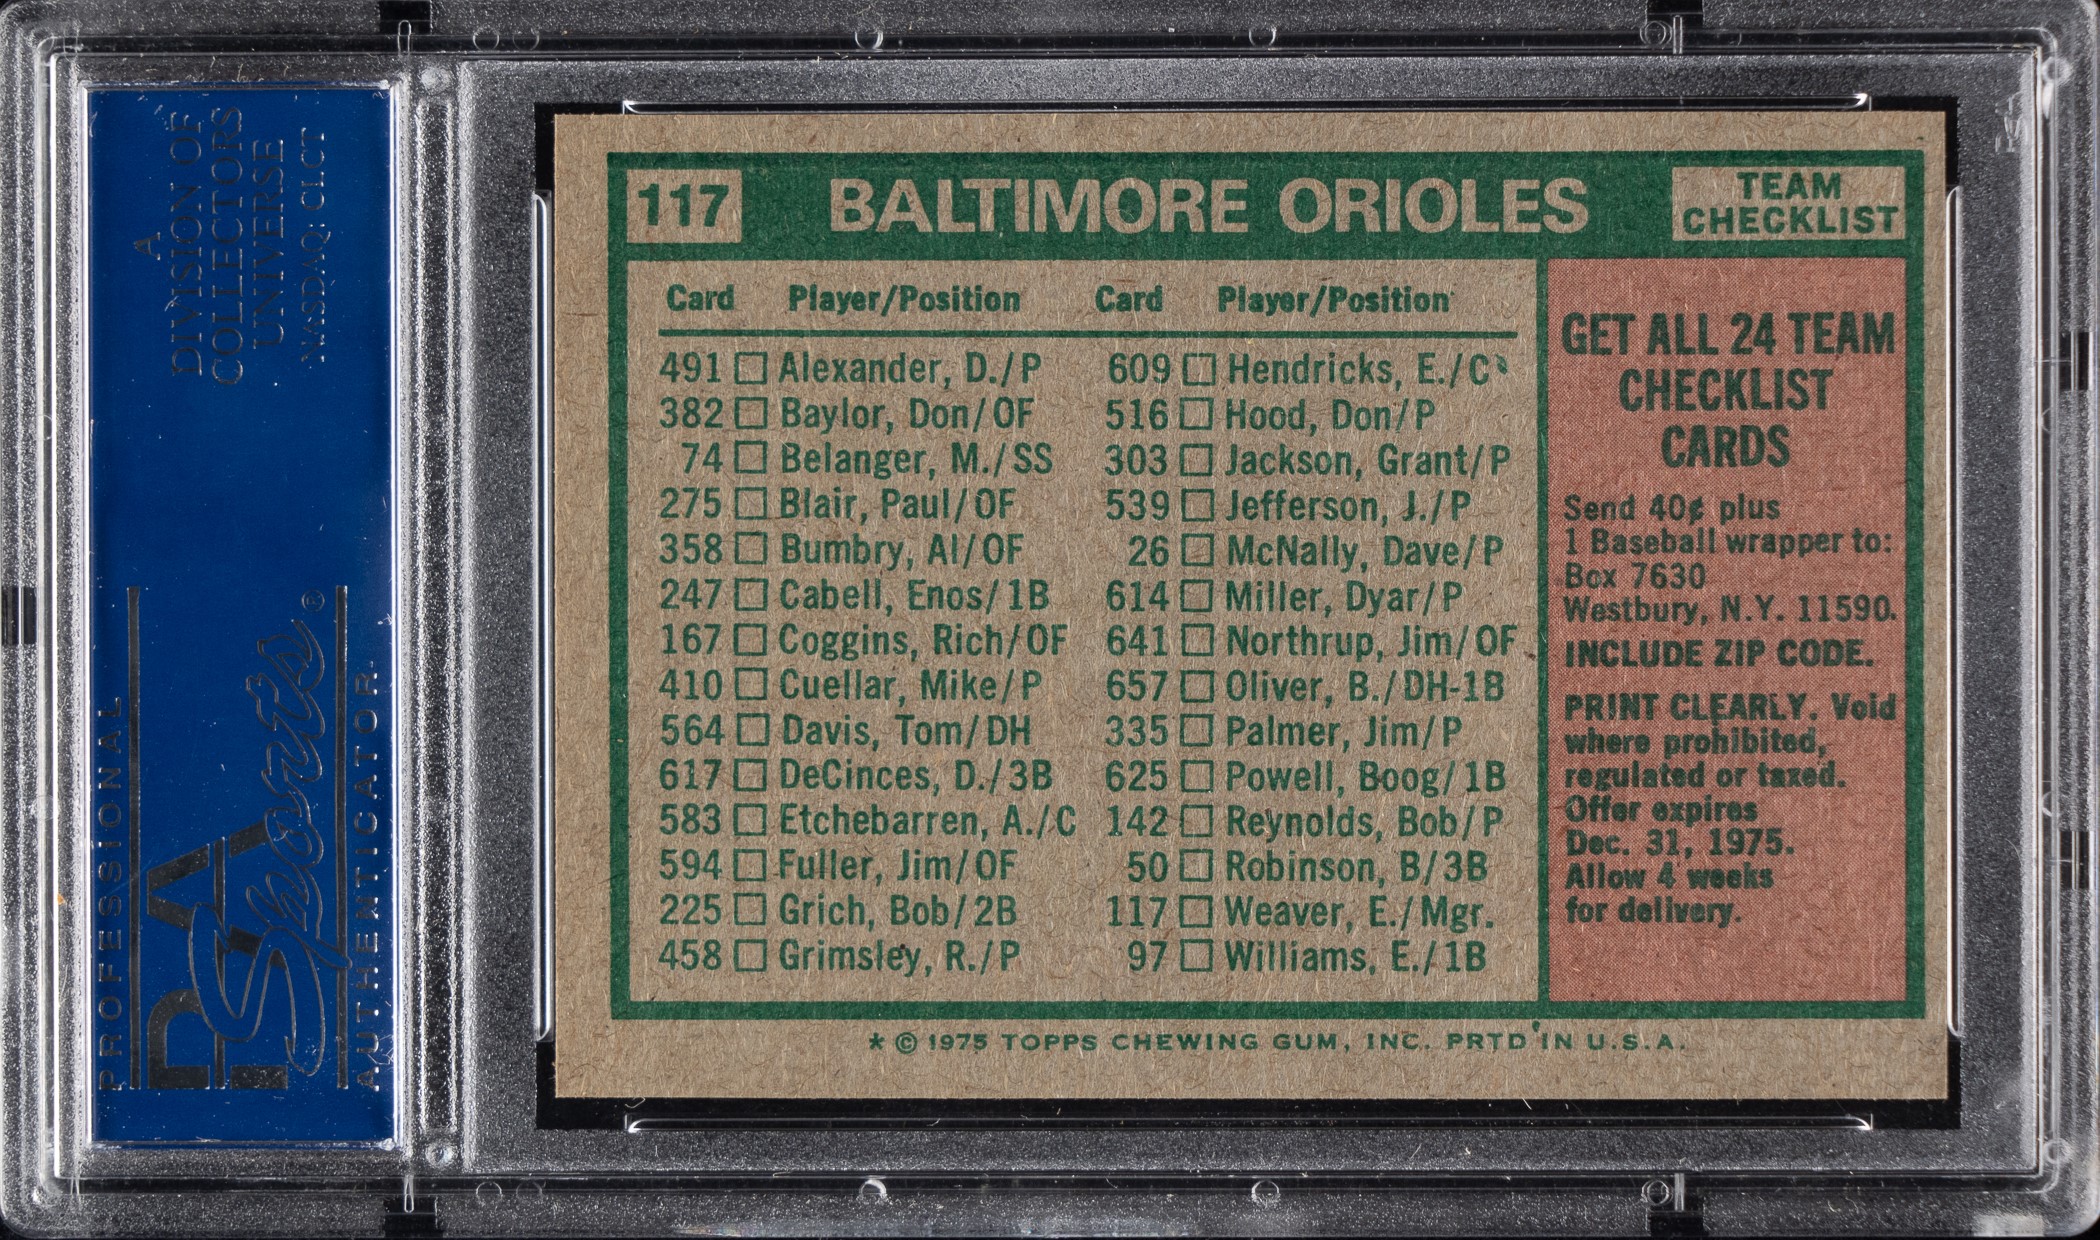 A
DIVISION OF
COLLECTORS
UNIVERSE
NASDAQ: CLCT
PROFESSIONAL
PSA
Sports®
AUTHENTICATOR.
117
BALTIMORE ORIOLES
TEAM
CHECKLIST
Card Player/Position Card Player/Position
491 □ Alexander, D./P 609 □ Hendricks, E./C
382 □ Baylor, Don/OF 516 □ Hood, Don/P
74 □ Belanger, M./SS 303 □ Jackson, Grant/P
275 □ Blair, Paul/OF 539 □ Jefferson, J./P
358 □ Bumbry, Al/OF 26 □ McNally, Dave/P
247 □ Cabell, Enos/1B 614 □ Miller, Dyar/P
167 □ Coggins, Rich/OF 641 □ Northrup, Jim/OF
410 □ Cuellar, Mike/P 657 □ Oliver, B./DH-1B
564 □ Davis, Tom/DH 335 □ Palmer, Jim/P
617 □ DeCinces, D./3B 625 □ Powell, Boog/1B
583 □ Etchebarren, A./C 142 □ Reynolds, Bob/P
594 □ Fuller, Jim/OF 50 □ Robinson, B/3B
225 □ Grich, Bob/2B 117 □ Weaver, E./Mgr.
458 □ Grimsley, R./P 97 □ Williams, E./1B
GET ALL 24 TEAM
CHECKLIST
CARDS
Send 40¢ plus
1 Baseball wrapper to:
Box 7630
Westbury, N.Y. 11590.
INCLUDE ZIP CODE.
PRINT CLEARLY. Void
where prohibited,
regulated or taxed.
Offer expires
Dec. 31, 1975.
Allow 4 weeks
for delivery.
* © 1975 TOPPS CHEWING GUM, INC. PRTD IN U.S.A.
PSA